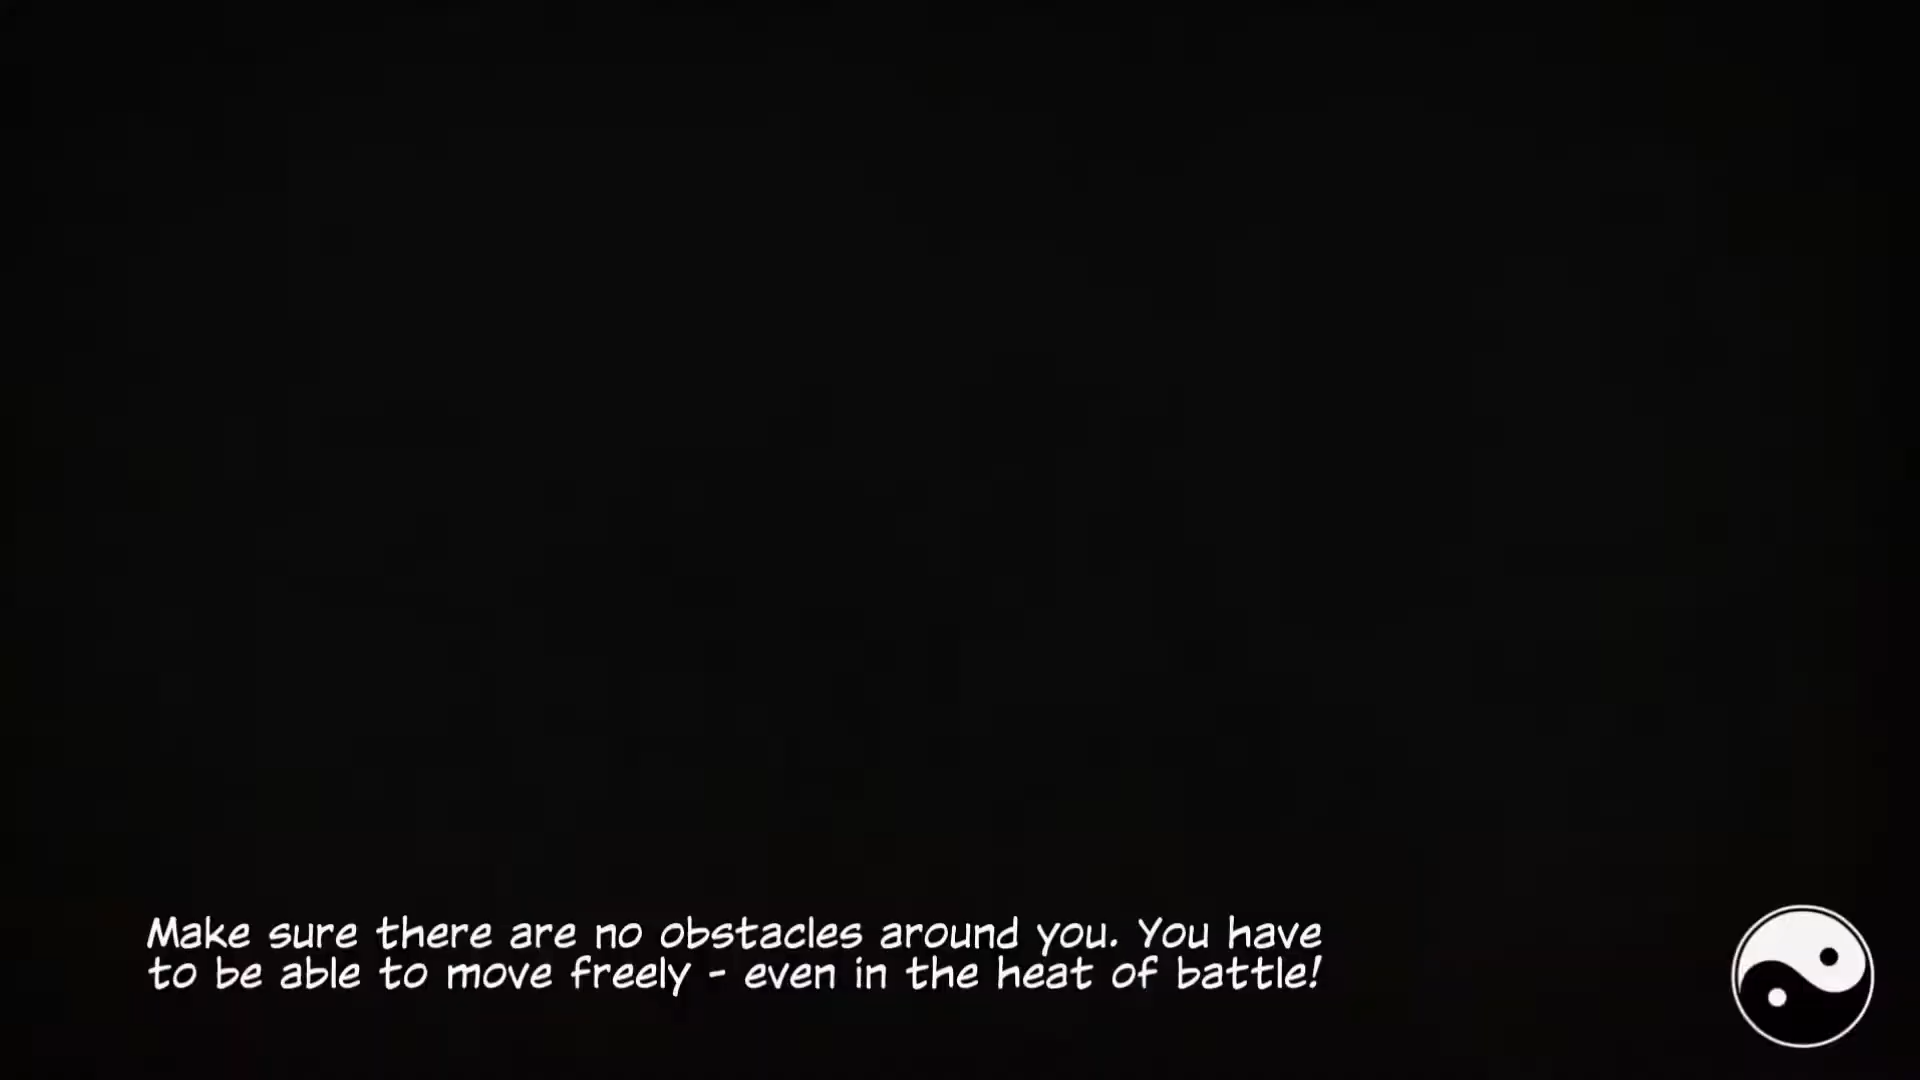 Make sure there are no obstacles around you. You have
to be able to move freely - even in the heat of battle!